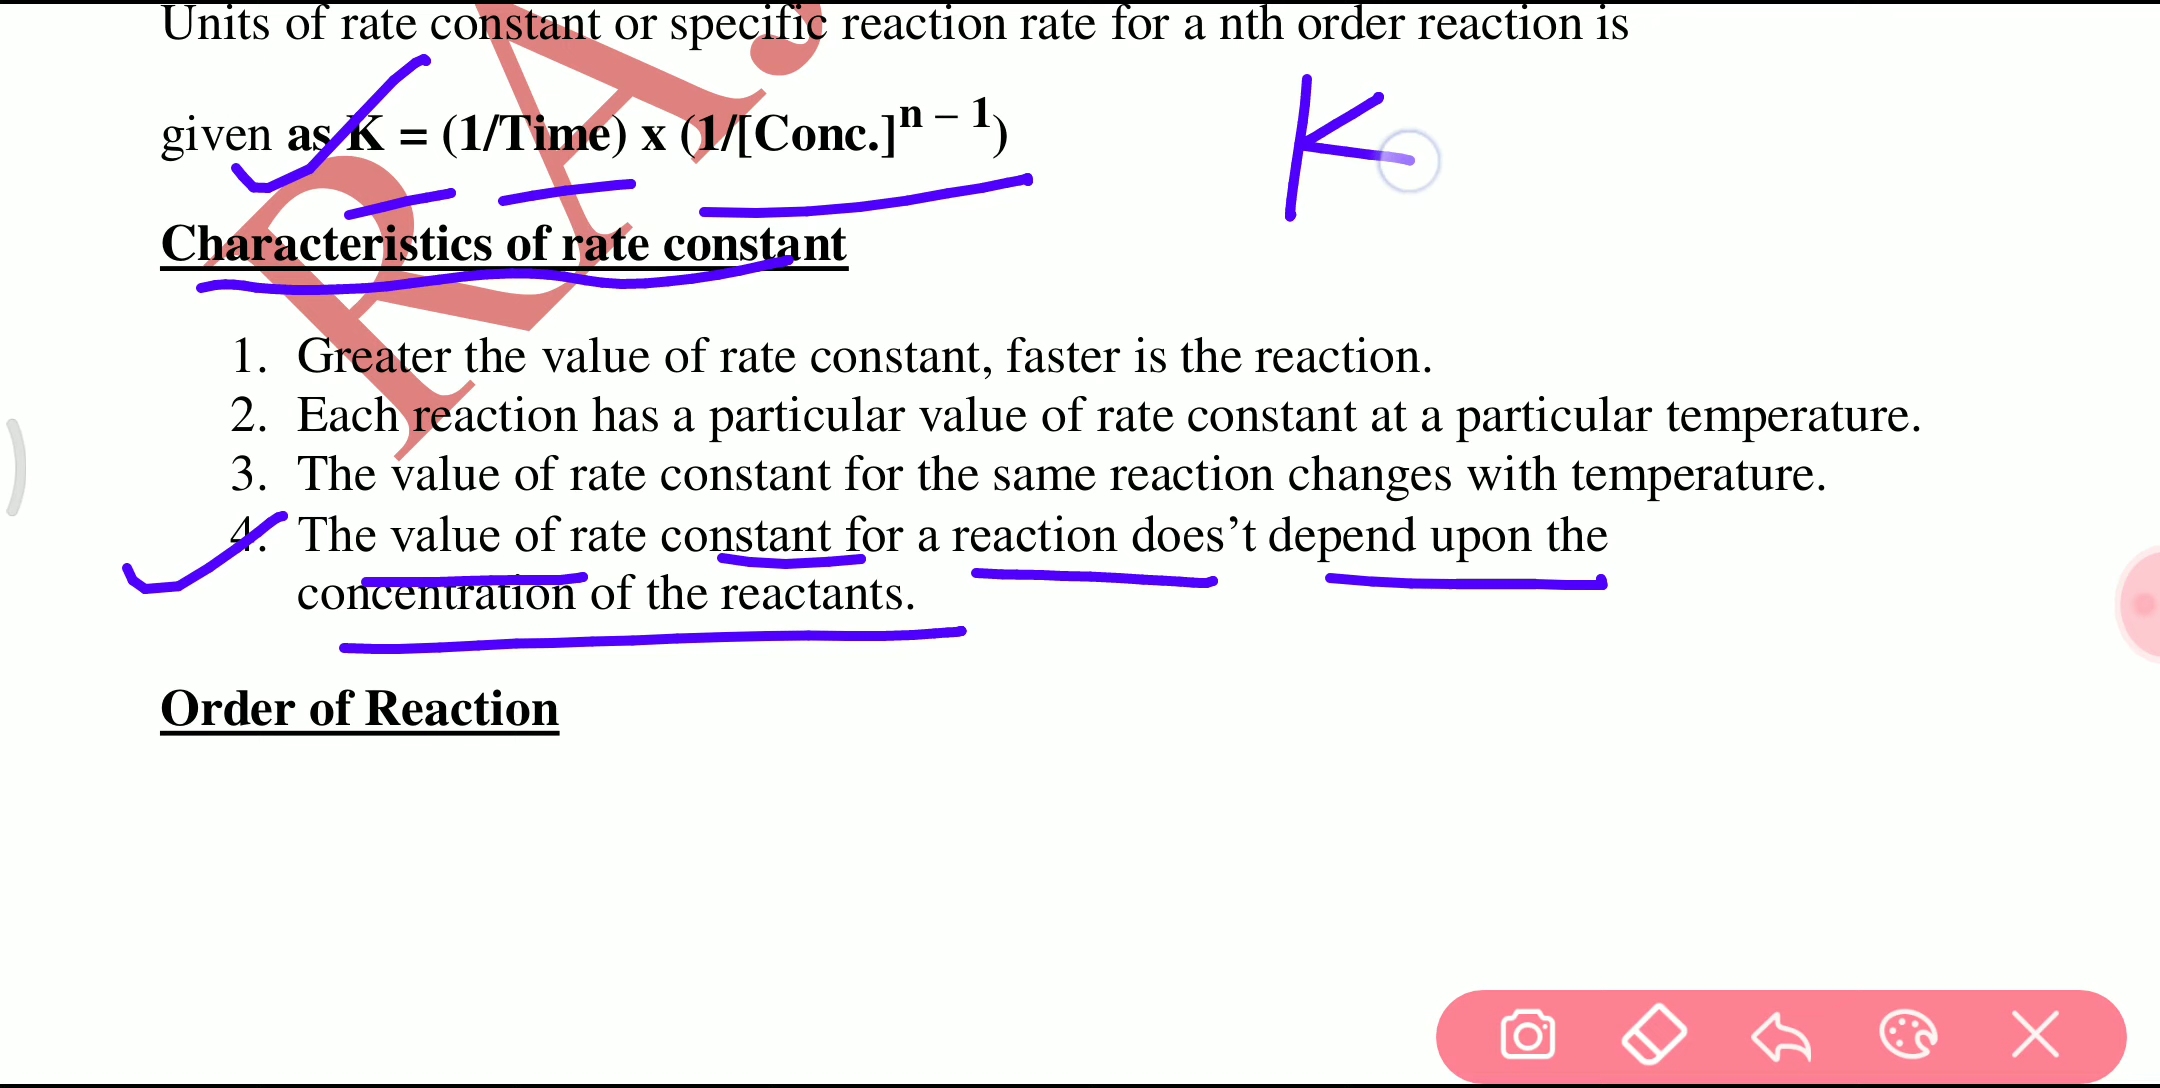 Units of rate constant or specific reaction rate for a nth order reaction is
given as K = (1/Time) x (1/[Conc.]ⁿ ⁻ ¹)
K
Characteristics of rate constant
1. Greater the value of rate constant, faster is the reaction.
2. Each reaction has a particular value of rate constant at a particular temperature.
3. The value of rate constant for the same reaction changes with temperature.
4. The value of rate constant for a reaction does’t depend upon the
concentration of the reactants.
Order of Reaction